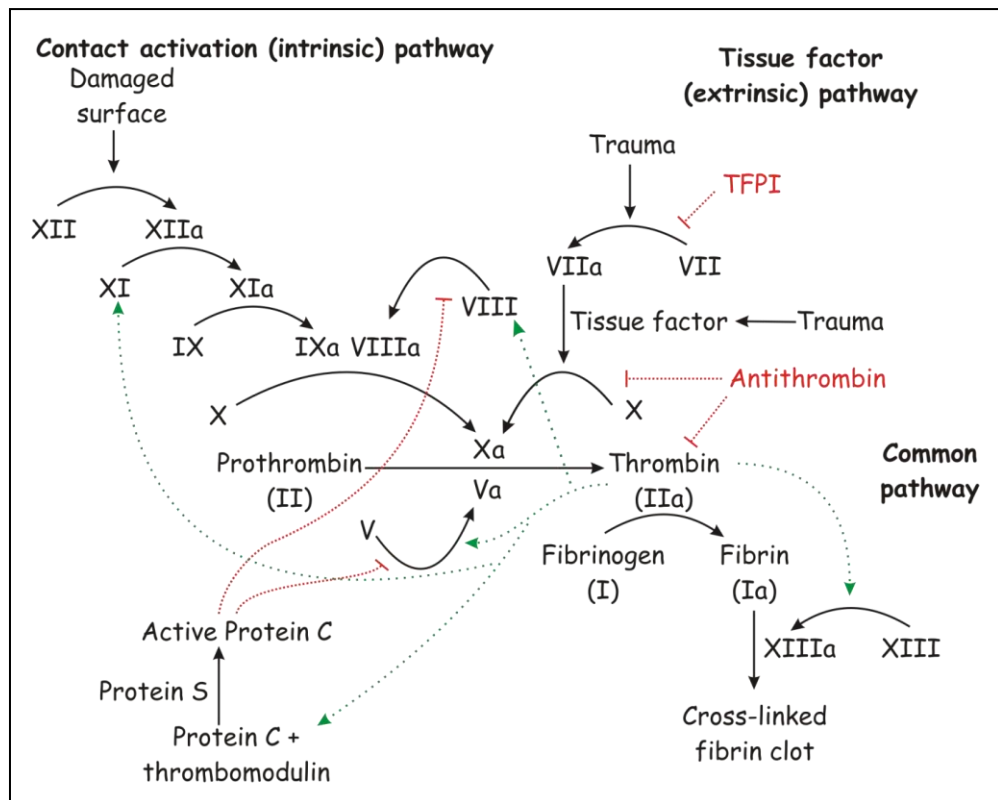 Contact activation (intrinsic) pathway
Damaged
surface
Tissue factor
(extrinsic) pathway
Trauma
TFPI
XII
XIIa
VIIa
VII
XI
XIa
VIII
Tissue factor
Trauma
IX
IXa
VIIIa
Antithrombin
X
X
Xa
Prothrombin
(II)
Thrombin
(IIa)
Common
pathway
Va
V
Fibrinogen
(I)
Fibrin
(Ia)
Active Protein C
XIIIa
XIII
Protein S
Protein C +
thrombomodulin
Cross-linked
fibrin clot